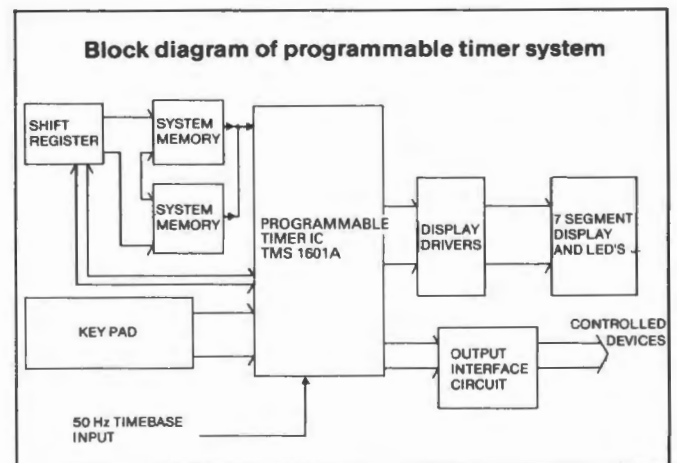 Block diagram of programmable timer system
SHIFT
REGISTER
SYSTEM
MEMORY
SYSTEM
MEMORY
PROGRAMMABLE
TIMER IC
TMS 1601A
DISPLAY
DRIVERS
7 SEGMENT
DISPLAY
AND LED'S
KEY PAD
OUTPUT
INTERFACE
CIRCUIT
CONTROLLED
DEVICES
50 Hz TIMEBASE
INPUT